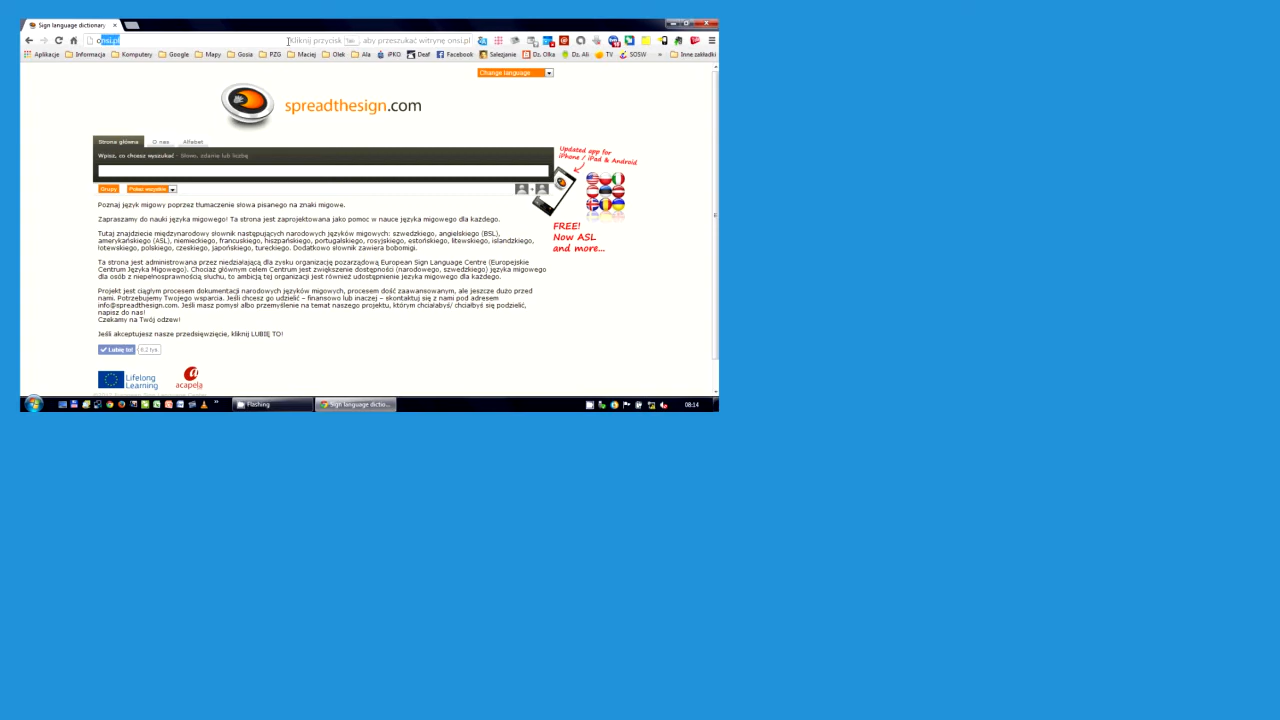 Sign language dictionary
onsi.pl Kliknij przycisk Tab, aby przeszukać witrynę onsi.pl
Aplikacje Informacja Komputery Google Mapy Gosia PZG Maciej Olek Ala iPKO Deaf Facebook Salezjanie Dz. Olka Dz. Ali TV SOSW » Inne zakładki
Change language
spreadthesign.com
Strona główna O nas Alfabet
Wpisz, co chcesz wyszukać - słowo, zdanie lub liczbę
Updated app for
iPhone / iPad & Android
Grupy Pokaż wszystkie
FREE!
Now ASL
and more...
Poznaj język migowy poprzez tłumaczenie słowa pisanego na znaki migowe.
Zapraszamy do nauki języka migowego! Ta strona jest zaprojektowana jako pomoc w nauce języka migowego dla każdego.
Tutaj znajdziecie międzynarodowy słownik następujących narodowych języków migowych: szwedzkiego, angielskiego (BSL),
amerykańskiego (ASL), niemieckiego, francuskiego, hiszpańskiego, portugalskiego, rosyjskiego, estońskiego, litewskiego, islandzkiego,
łotewskiego, polskiego, czeskiego, japońskiego, tureckiego. Dodatkowo słownik zawiera bobomigi.
Ta strona jest administrowana przez niedziałającą dla zysku organizację pozarządową European Sign Language Centre (Europejskie
Centrum Języka Migowego). Chociaż głównym celem Centrum jest zwiększenie dostępności (narodowego, szwedzkiego) języka migowego
dla osób z niepełnosprawnością słuchu, to ambicją tej organizacji jest również udostępnienie języka migowego dla każdego.
Projekt jest ciągłym procesem dokumentacji narodowych języków migowych, procesem dość zaawansowanym, ale jeszcze dużo przed
nami. Potrzebujemy Twojego wsparcia. Jeśli chcesz go udzielić – finansowo lub inaczej – skontaktuj się z nami pod adresem
info@spreadthesign.com. Jeśli masz pomysł albo przemyślenie na temat naszego projektu, którym chciałabyś/ chciałbyś się podzielić,
napisz do nas!
Czekamy na Twój odzew!
Jeśli akceptujesz nasze przedsięwzięcie, kliknij LUBIĘ TO!
Lubię to! 6.2 tys.
Lifelong
Learning
acapela
Flashing Sign language dictio... 08:14